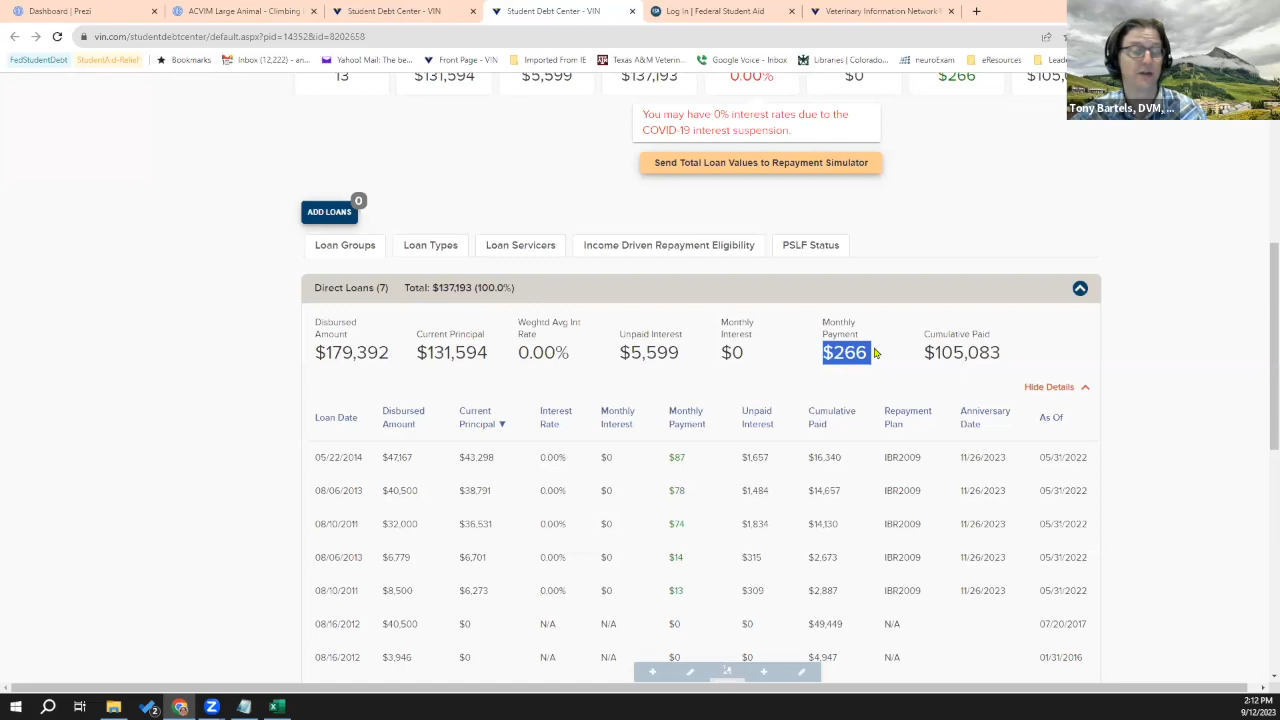 Dashboard | Prezi
ACVIM Large Animal - Climbing in
Student Debt Center - VIN
Student Debt Center - VIN
Log In | Federal Student Aid
Veterinary Information Network
vin.com/studentdebtcenter/default.aspx?pid=14352&id=8202658
FedStudentDebt
StudentAid-Relief
Bookmarks
Inbox (12,222) - an...
Yahoo! Mail: The be...
Front Page - VIN
Imported From IE
Texas A&M Veterin...
Google Voice - Inbox
Libraries | Colorado...
neuroExam
eResources
Tony Bartels, DVM, ...
13 $131,594 $5,599 $137,193 0.00% $0 $266 $105,
You may have 0% interest rates due to the
COVID-19 interest suspension.
Send Total Loan Values to Repayment Simulator
0
ADD LOANS
Loan Groups Loan Types Loan Servicers Income Driven Repayment Eligibility PSLF Status
Direct Loans (7) Total: $137,193 (100.0%)
Disbursed Amount
Current Principal
Weghtd Avg Int Rate
Unpaid Interest
Monthly Interest
Monthly Payment
Cumulative Paid
$179,392 $131,594 0.00% $5,599 $0 $266 $105,083
Hide Details
Loan Date
Disbursed Amount
Current Principal ▼
Interest Rate
Monthly Interest
Monthly Payment
Unpaid Interest
Cumulative Paid
Repayment Plan
Anniversary Date
As Of
05/22/2014 $47,167 $43,298 0.00% $0 $87 $1,657 $16,340 IBR2009 11/26/2023 05/31/2022
08/06/2013 $40,500 $38,791 0.00% $0 $78 $1,484 $14,657 IBR2009 11/26/2023 05/31/2022
08/10/2011 $32,000 $36,531 0.00% $0 $74 $1,834 $14,130 IBR2009 11/26/2023 05/31/2022
08/06/2013 $6,779 $6,701 0.00% $0 $14 $315 $2,673 IBR2009 11/26/2023 05/31/2022
08/10/2011 $8,500 $6,273 0.00% $0 $13 $309 $2,887 IBR2009 11/26/2023 05/31/2022
08/16/2012 $40,500 $0 N/A N/A $0 $0 $49,449 N/A 07/20/2017
08/16/2012 $3,946 $0 N/A N/A $0 $0 $4,947 N/A 01/31/2016
2:12 PM
9/12/2023